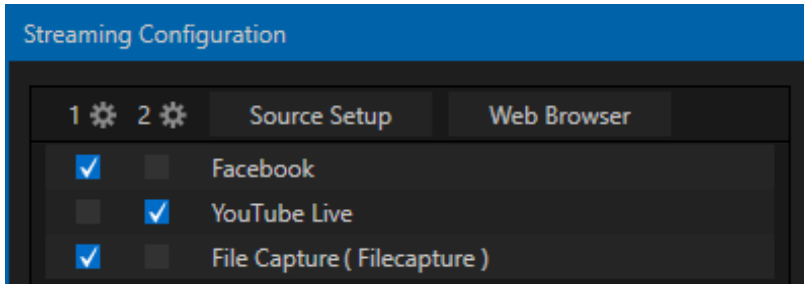 Streaming Configuration
1 2 Source Setup Web Browser
Facebook
YouTube Live
File Capture ( Filecapture )